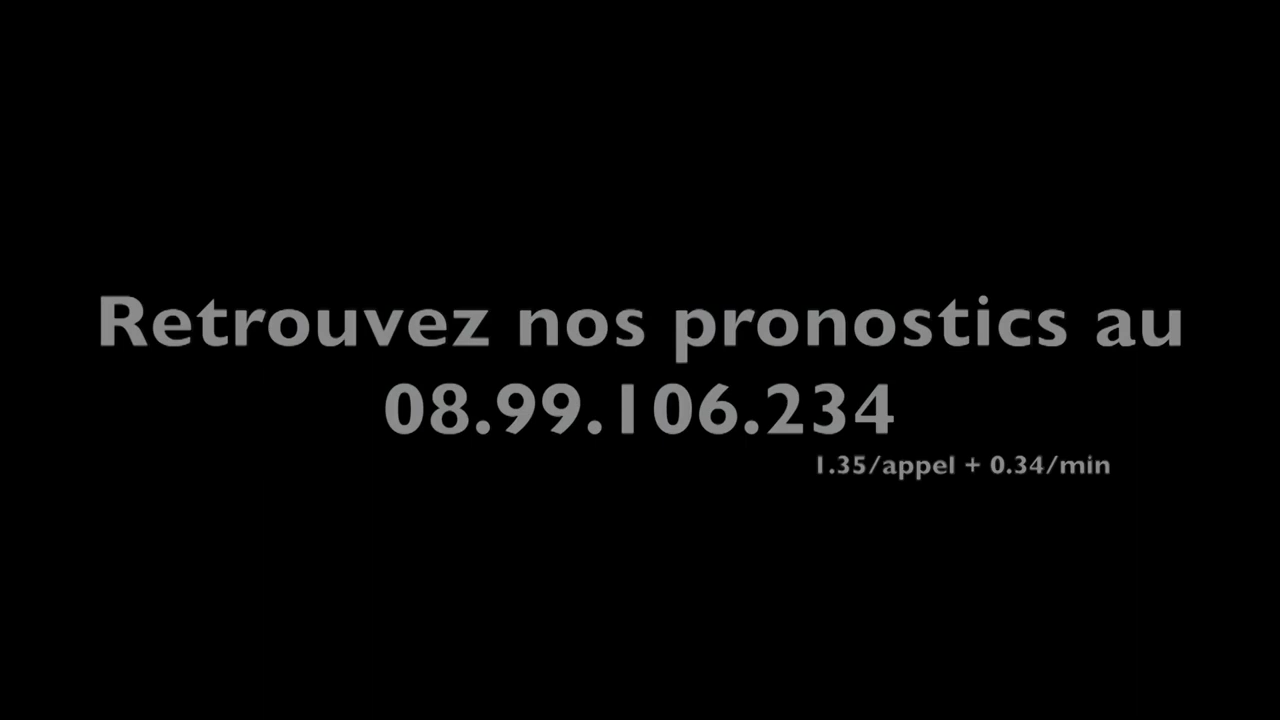 Retrouvez nos pronostics au
08.99.106.234
1.35/appel + 0.34/min